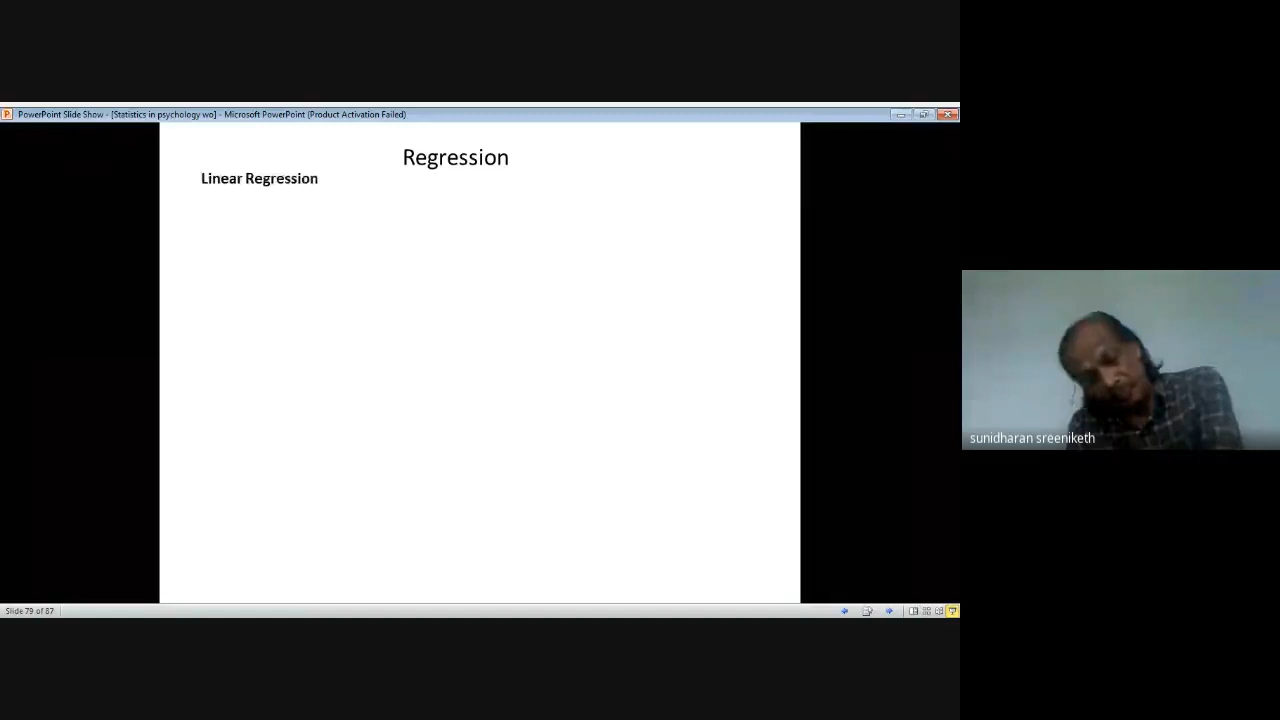 PowerPoint Slide Show - [Statistics in psychology wo] - Microsoft PowerPoint (Product Activation Failed)
Regression
Linear Regression
sunidharan sreeniketh
Slide 79 of 87